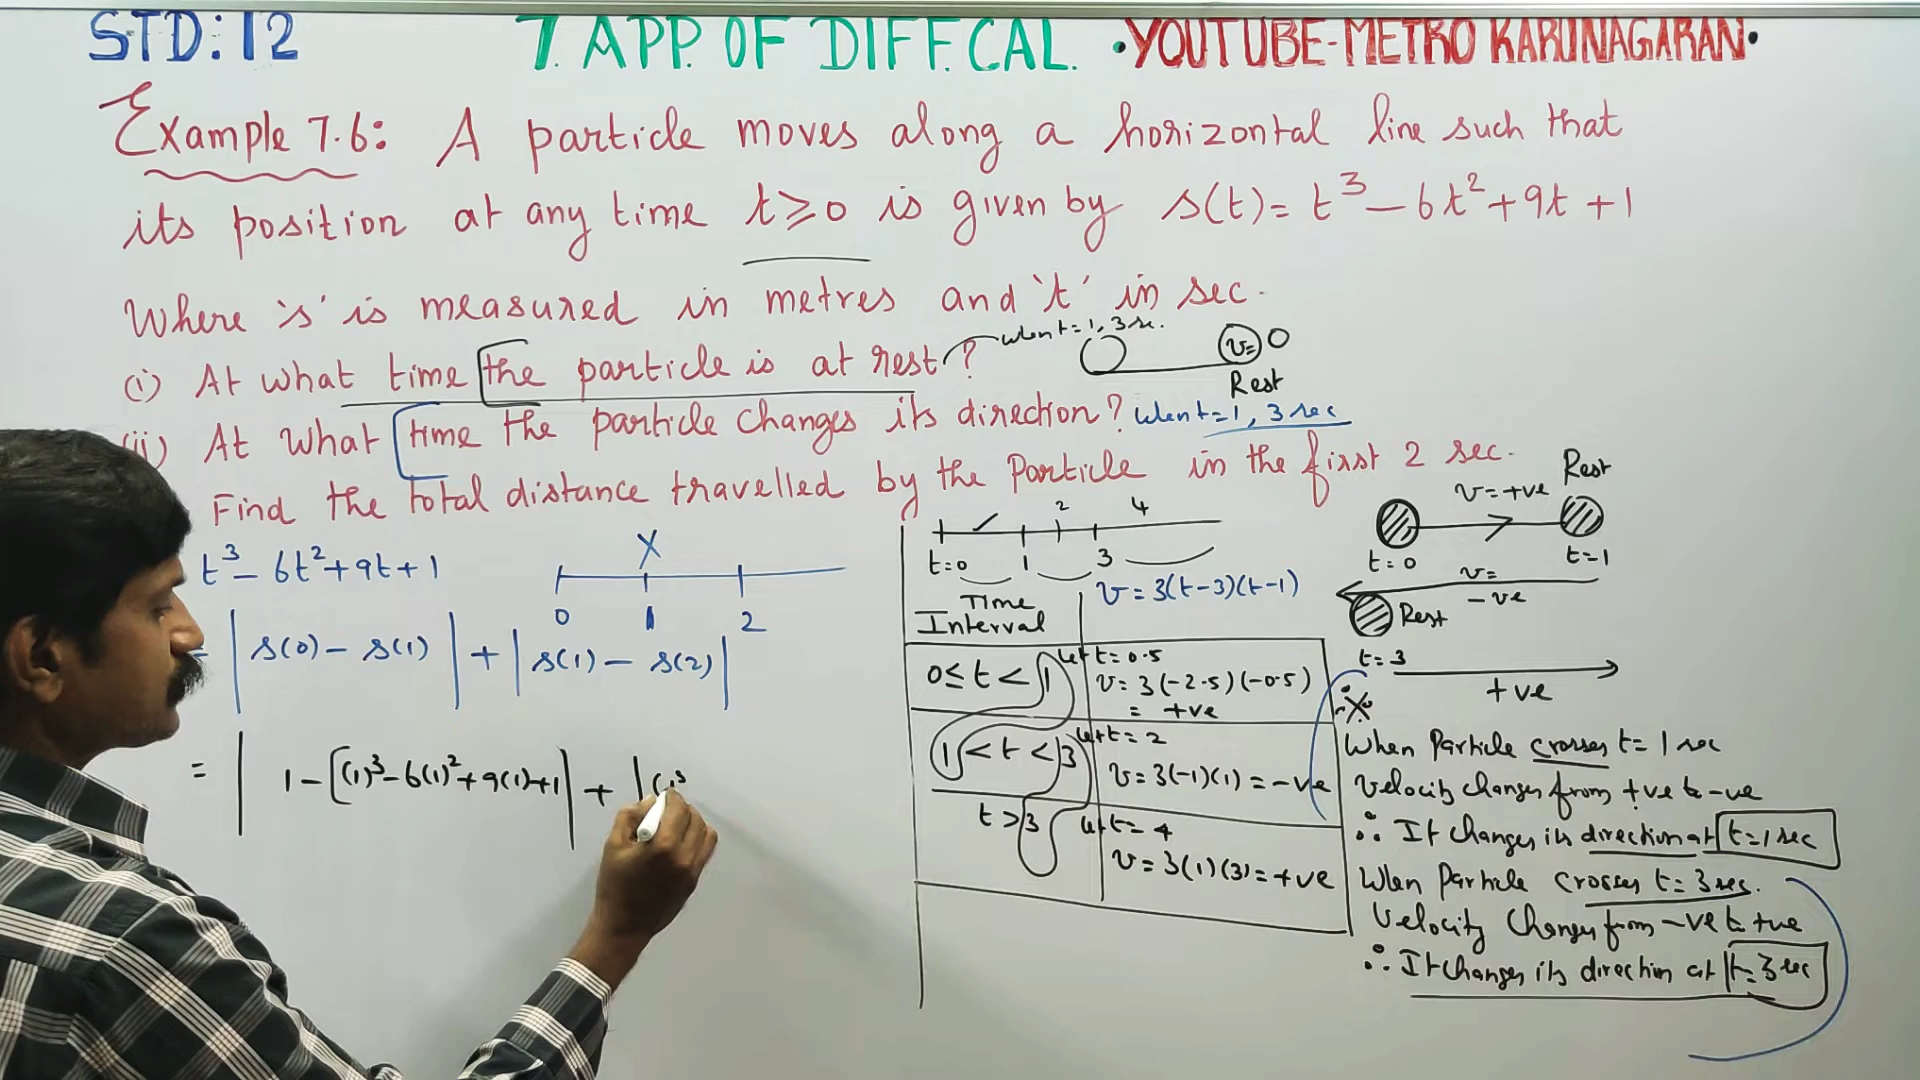 STD: 12
7. APP. OF DIFF. CAL.
•YOUTUBE-METRO KARUNAGARAN•
Example 7.6: A particle moves along a horizontal line such that
its position at any time t≥0 is given by s(t)= t³ – 6t² + 9t + 1
Where 's' is measured in metres and 't' in sec.
(i) At what time the particle is at rest?
when t = 1, 3 sec.
v= 0
Rest
(ii) At what time the particle changes its direction?
when t= 1, 3 sec
Find the total distance travelled by the Particle in the first 2 sec.
t³ – 6t² + 9t + 1
X
0 1 2
= | s(0) – s(1) | + | s(1) – s(2) |
= | 1 – [(1)³ – 6(1)² + 9(1) + 1 | + | (1)³
2 4
t=0 1 3
v = 3(t-3)(t-1)
Time
Interval
0≤ t < 1
let t= 0.5
v= 3(-2.5)(-0.5)
= +ve
1 < t < 3
let t= 2
v= 3(-1)(1) = -ve
t > 3
let t= 4
v = 3(1)(3) = +ve
Rest
v=+ve
t=0 t=1
v=
-ve
Rest
t= 3
+ve
When Particle crosses t= 1 sec
Velocity changes from +ve to -ve
∴ It changes its direction at t=1 sec
When Particle crosses t= 3 sec.
Velocity Changes from -ve to +ve
∴ It changes its direction at t=3 sec